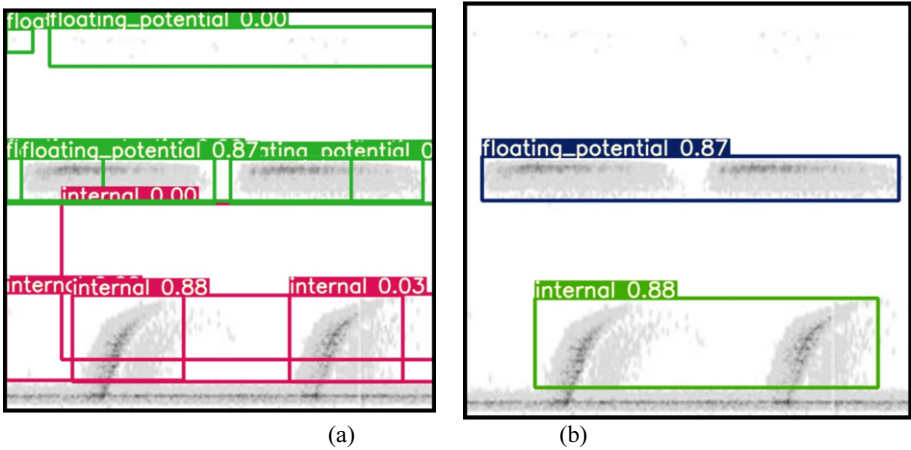 floating_potential 0.00
floating_potential 0.87
internal 0.00
internal 0.88
internal 0.03
(a)
floating_potential 0.87
internal 0.88
(b)